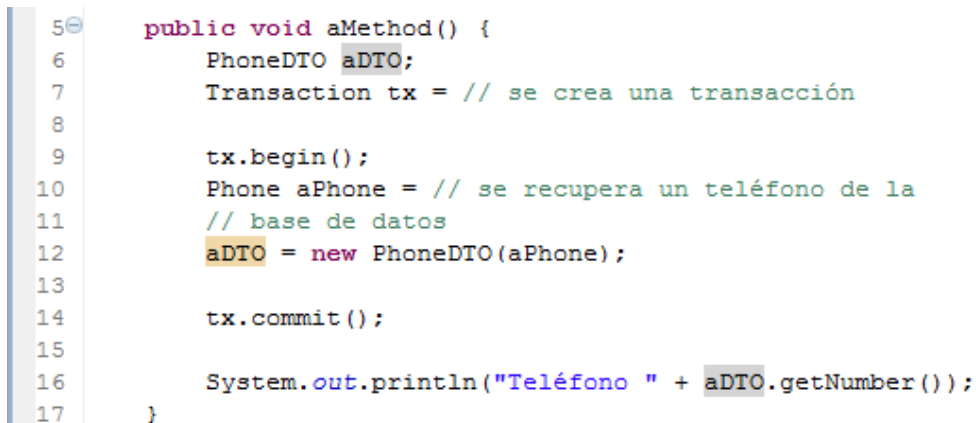 5 public void aMethod() {
6 PhoneDTO aDTO;
7 Transaction tx = // se crea una transacción
8
9 tx.begin();
10 Phone aPhone = // se recupera un teléfono de la
11 // base de datos
12 aDTO = new PhoneDTO(aPhone);
13
14 tx.commit();
15
16 System.out.println("Teléfono " + aDTO.getNumber());
17 }